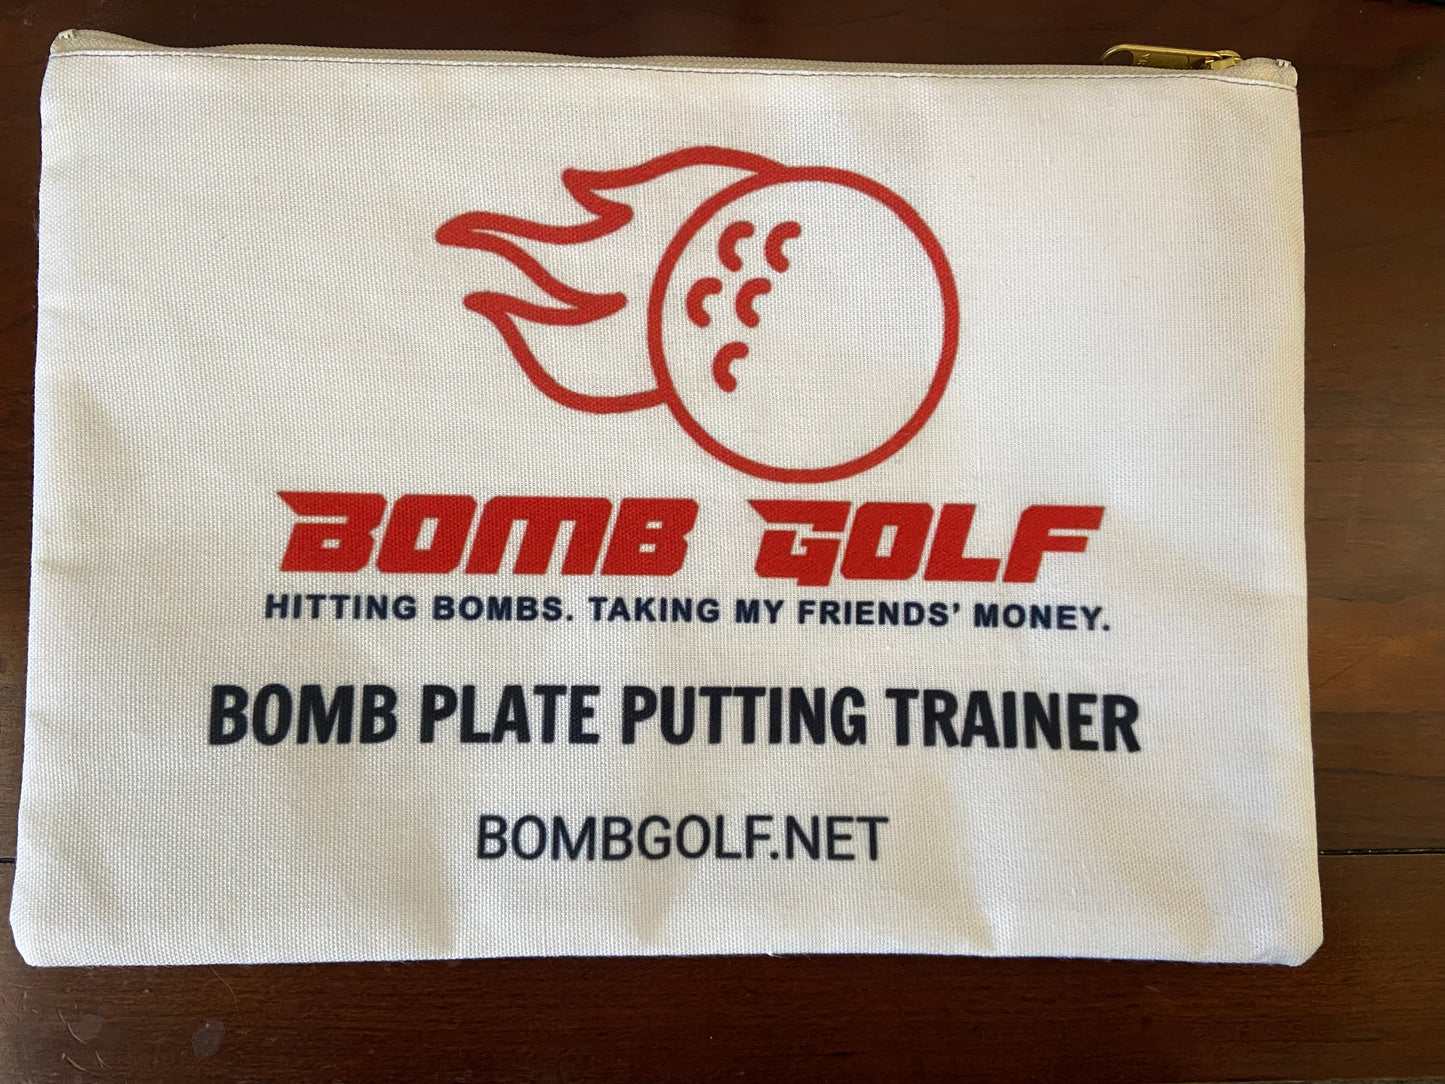 BOMB GOLF
HITTING BOMBS. TAKING MY FRIENDS' MONEY.
BOMB PLATE PUTTING TRAINER
BOMBGOLF.NET